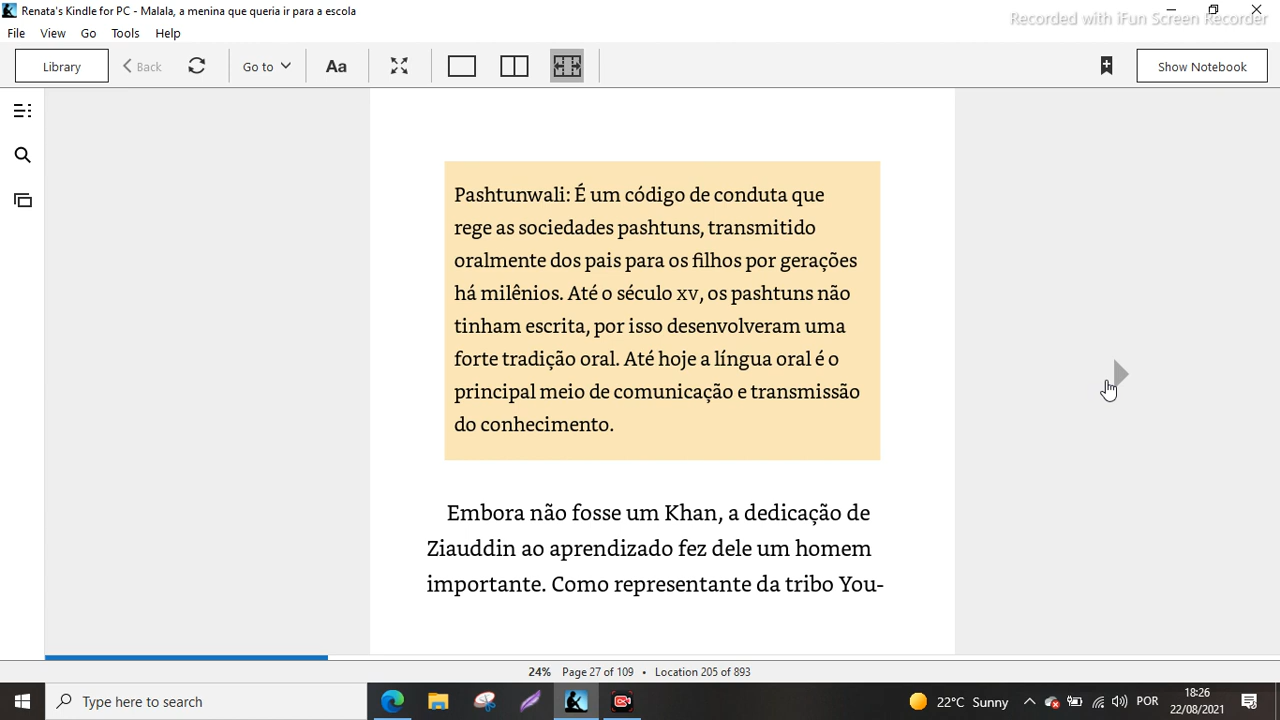 Renata's Kindle for PC - Malala, a menina que queria ir para a escola
Recorded with iFun Screen Recorder
File View Go Tools Help
Library Back Go to Aa Show Notebook
Pashtunwali: É um código de conduta que
rege as sociedades pashtuns, transmitido
oralmente dos pais para os filhos por gerações
há milênios. Até o século XV, os pashtuns não
tinham escrita, por isso desenvolveram uma
forte tradição oral. Até hoje a língua oral é o
principal meio de comunicação e transmissão
do conhecimento.
Embora não fosse um Khan, a dedicação de
Ziauddin ao aprendizado fez dele um homem
importante. Como representante da tribo You-
24% Page 27 of 109 • Location 205 of 893
Type here to search
22°C Sunny
POR
18:26
22/08/2021